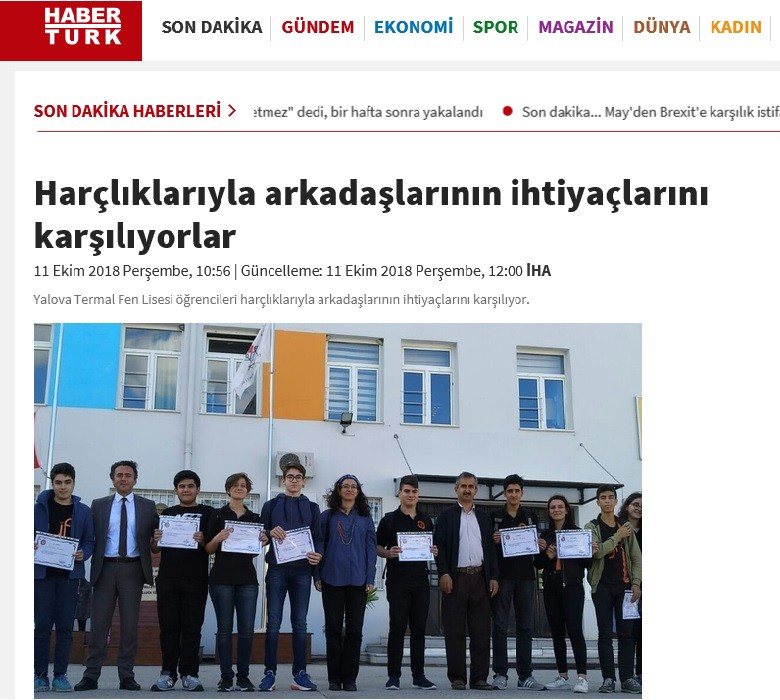 HABER
TURK
SON DAKİKA GÜNDEM EKONOMİ SPOR MAGAZİN DÜNYA KADIN
SON DAKİKA HABERLERİ > etmez" dedi, bir hafta sonra yakalandı • Son dakika... May'den Brexit'e karşılık istif
Harçlıklarıyla arkadaşlarının ihtiyaçlarını
karşılıyorlar
11 Ekim 2018 Perşembe, 10:56 | Güncelleme: 11 Ekim 2018 Perşembe, 12:00 İHA
Yalova Termal Fen Lisesi öğrencileri harçlıklarıyla arkadaşlarının ihtiyaçlarını karşılıyor.